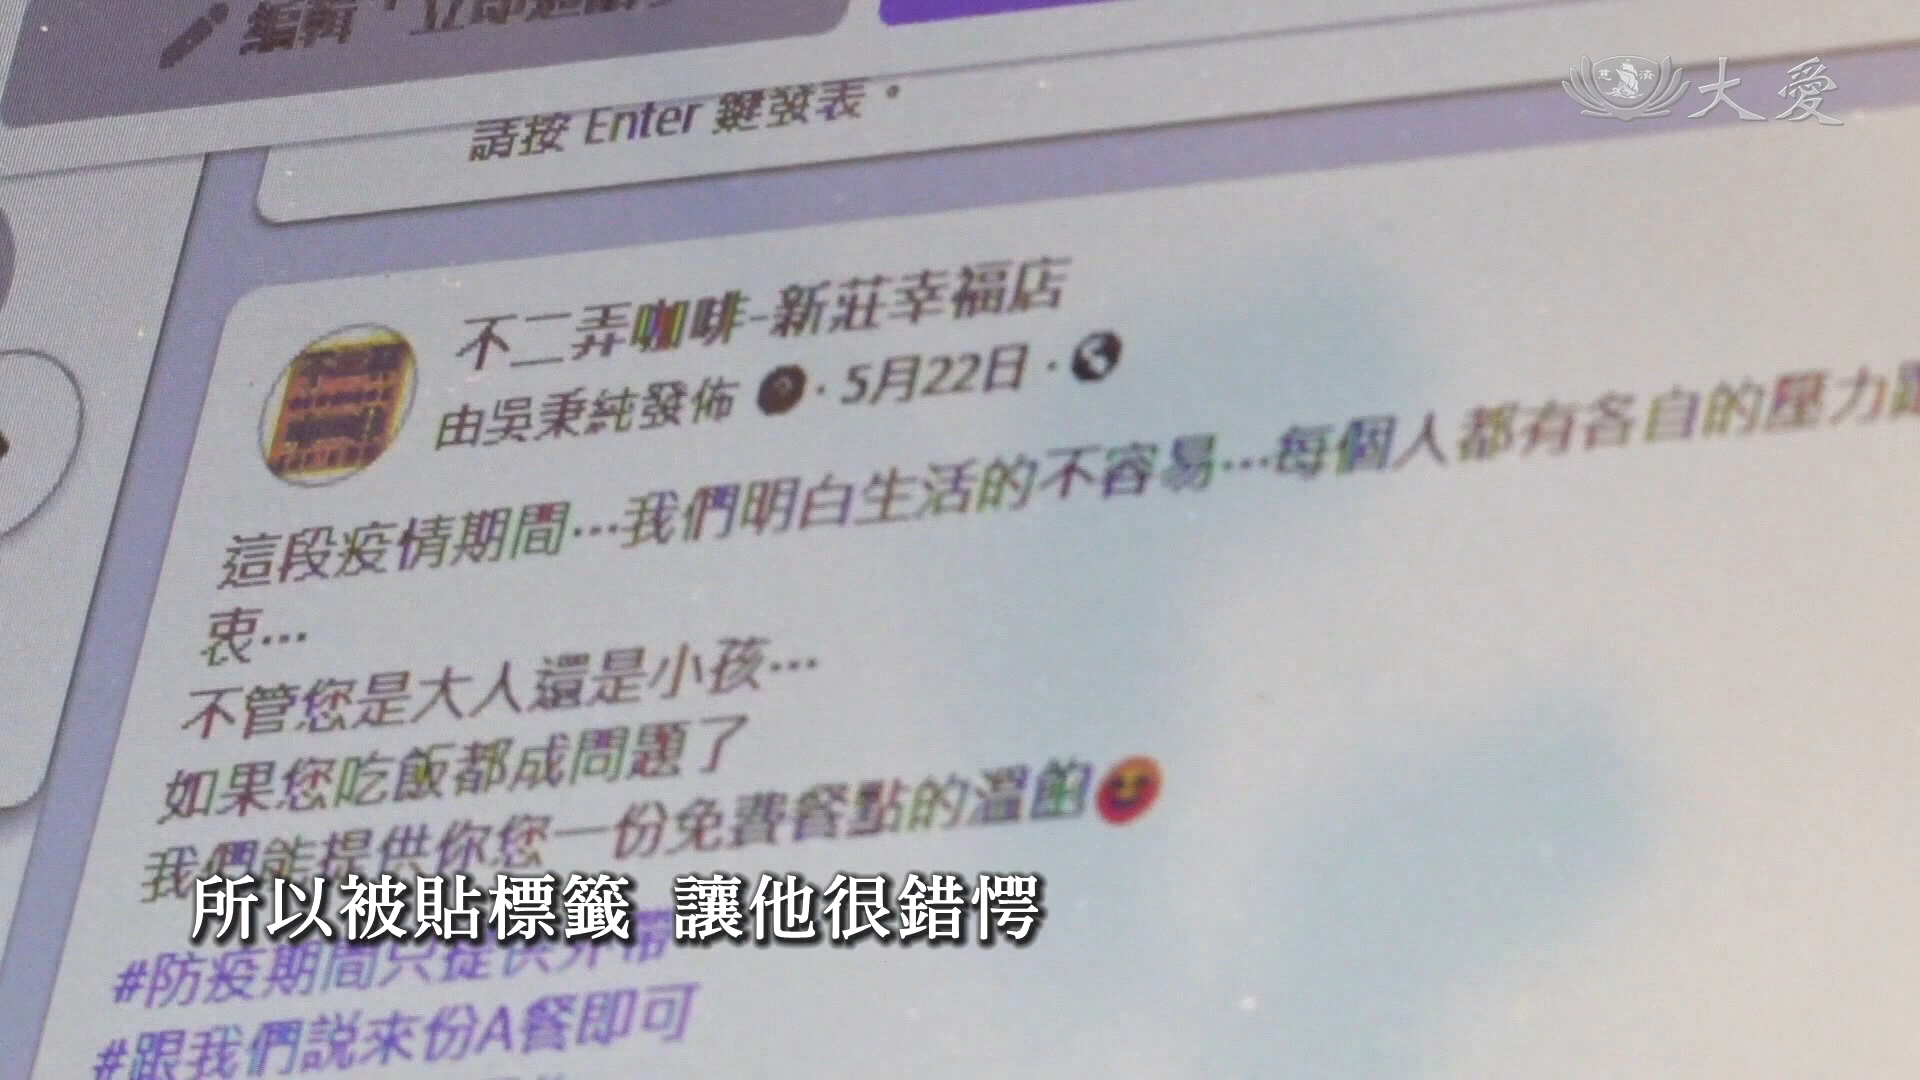 編輯「立即
大愛
慈濟
請按 Enter 鍵發表。
不二弄咖啡-新莊幸福店
由吳秉純發佈 · 5月22日 ·
這段疫情期間…我們明白生活的不容易…每個人都有各自的壓力跟
衷…
不管您是大人還是小孩…
如果您吃飯都成問題了
我們能提供你您一份免費餐點的溫飽
所以被貼標籤 讓他很錯愕
#防疫期間只提供外帶
#跟我們說來份A餐即可